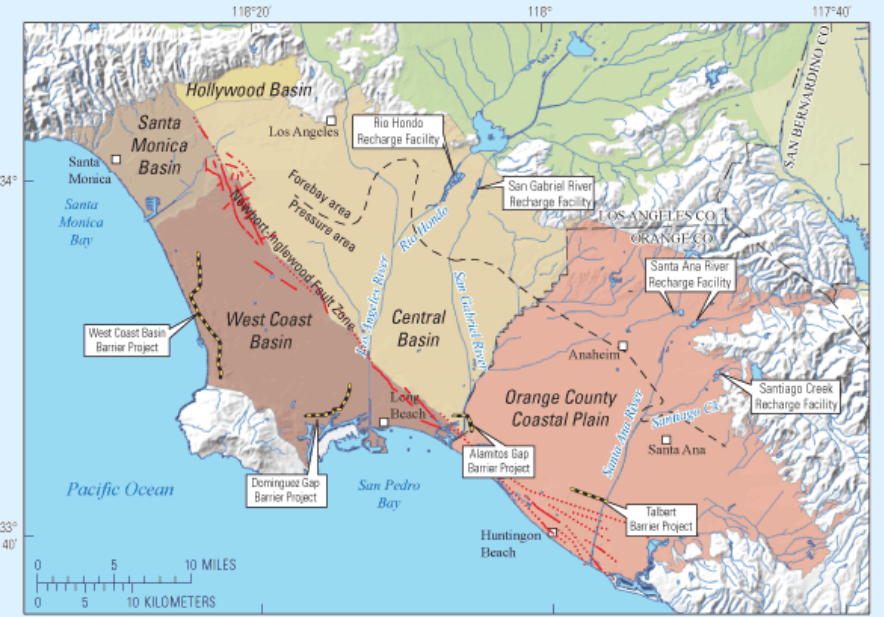 118°20'
118°
117°40'
Hollywood Basin
SAN BERNARDINO CO.
Santa
Monica
Basin
Los Angeles
Rio Hondo
Recharge Facility
Santa
Monica
34°
San Gabriel River
Recharge Facility
Forebay area
Pressure area
Santa
Monica
Bay
Newport-Inglewood Fault Zone
Rio Hondo
LOS ANGELES CO.
ORANGE CO.
Santa Ana River
Recharge Facility
Los Angeles River
San Gabriel River
West Coast Basin
Barrier Project
West Coast
Basin
Central
Basin
Anaheim
Santiago Creek
Recharge Facility
Orange County
Coastal Plain
Long
Beach
Santa Ana River
Santiago Ck
Santa Ana
Alamitos Gap
Barrier Project
Dominguez Gap
Barrier Project
Pacific Ocean
San Pedro
Bay
Talbert
Barrier Project
Huntingon
Beach
33°
40'
0 5 10 MILES
0 5 10 KILOMETERS